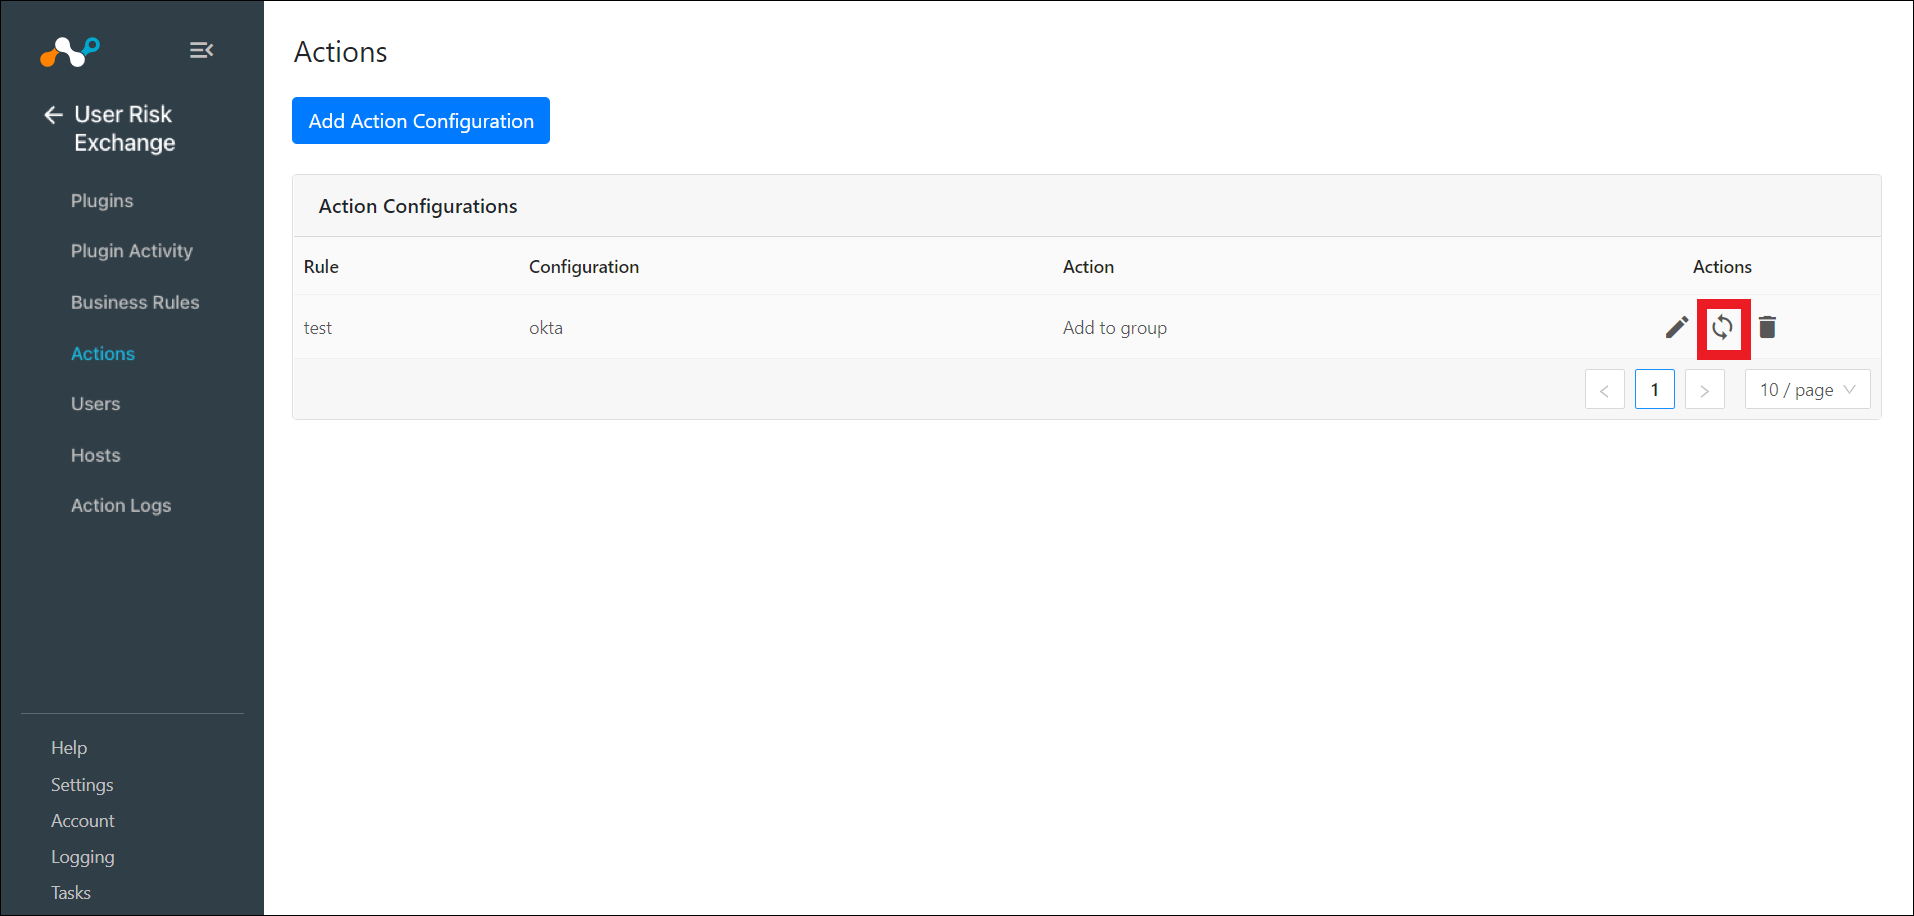 User Risk
Exchange
Plugins
Plugin Activity
Business Rules
Actions
Users
Hosts
Action Logs
Help
Settings
Account
Logging
Tasks
Actions
Add Action Configuration
Action Configurations
Rule Configuration Action Actions
test okta Add to group
< 1 > 10 / page